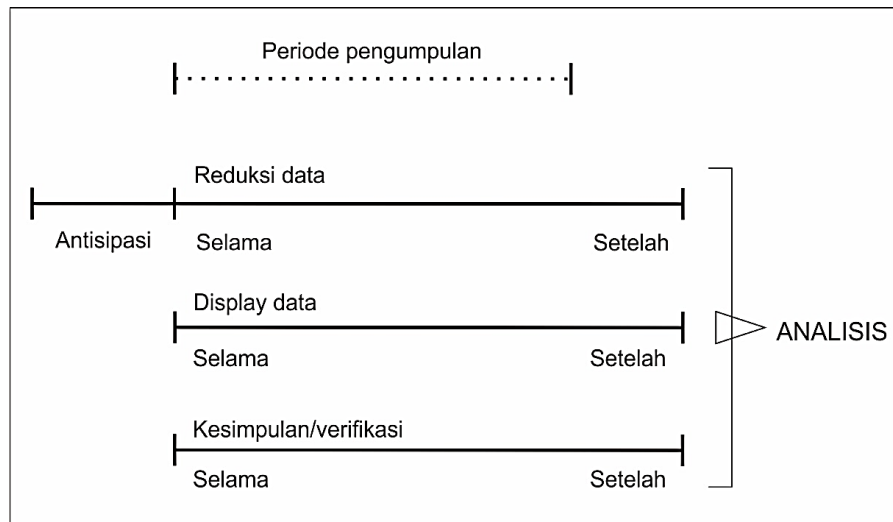 Periode pengumpulan
Reduksi data
Antisipasi Selama Setelah
Display data
Selama Setelah
ANALISIS
Kesimpulan/verifikasi
Selama Setelah